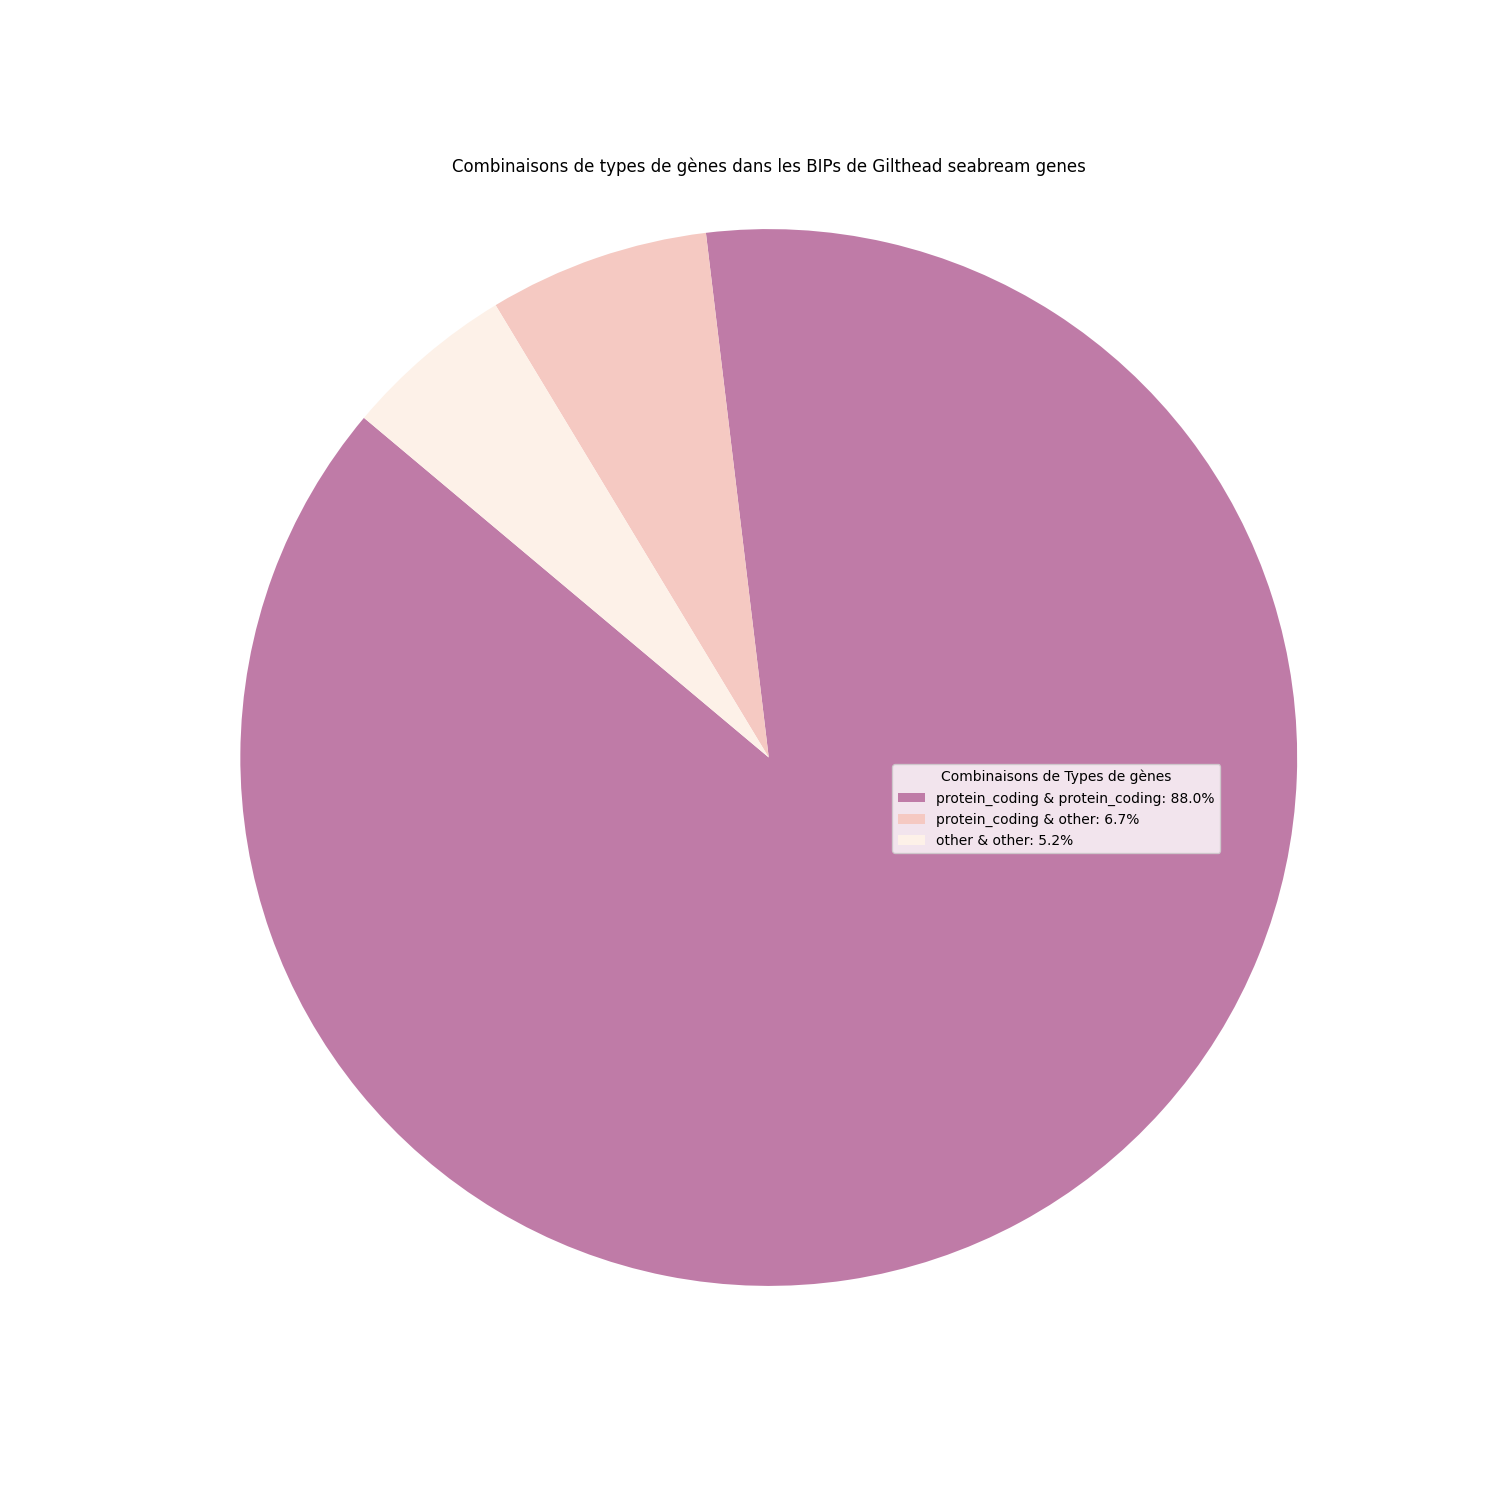 Combinaisons de types de gènes dans les BIPs de Gilthead seabream genes
Combinaisons de Types de gènes
protein_coding & protein_coding: 88.0%
protein_coding & other: 6.7%
other & other: 5.2%